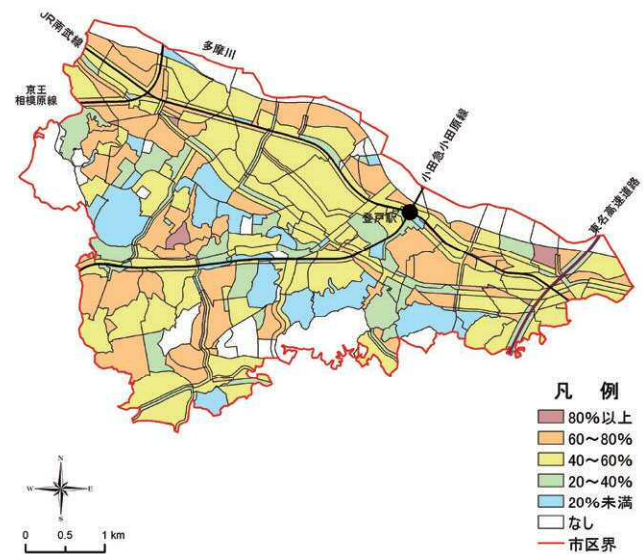 JR南武線
多摩川
京王
相模原線
小田急小田原線
東名高速道路
登戸駅
凡 例
80%以上
60～80%
40～60%
20～40%
20%未満
なし
市区界
N
W E
S
0 0.5 1 km